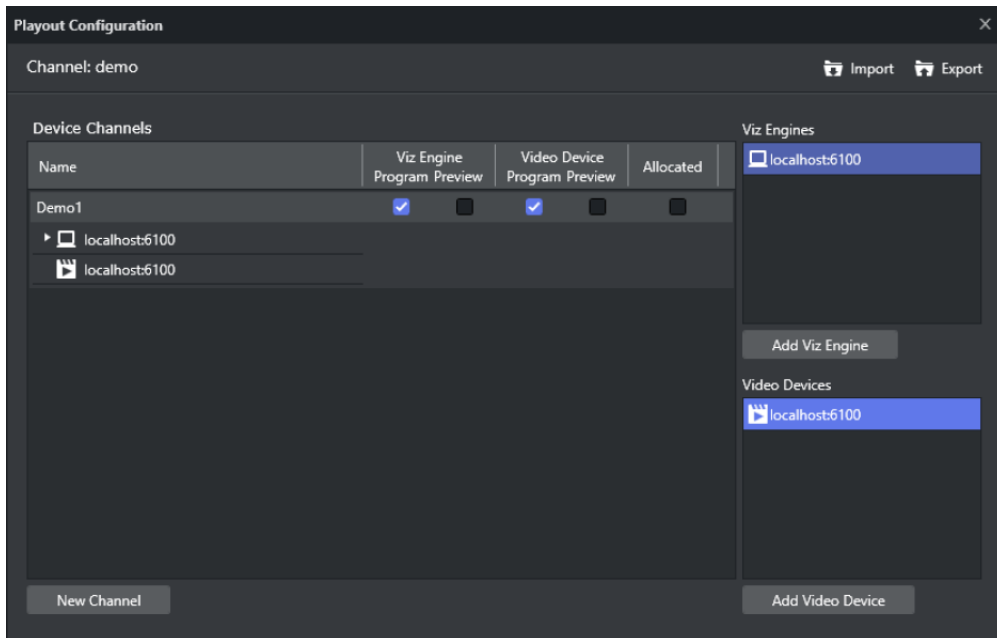 Playout Configuration
Channel: demo
Import
Export
Device Channels
Name
Viz Engine
Program Preview
Video Device
Program Preview
Allocated
Demo1
localhost:6100
localhost:6100
New Channel
Viz Engines
localhost:6100
Add Viz Engine
Video Devices
localhost:6100
Add Video Device